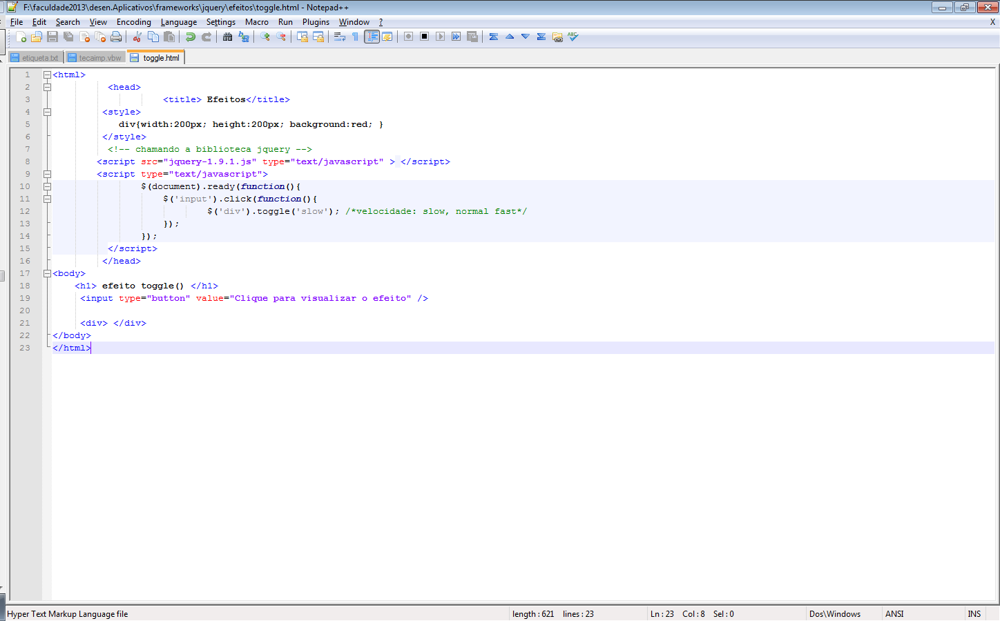 F:\faculdade2013\desen.Aplicativos\frameworks\jquery\efeitos\toggle.html - Notepad++
File Edit Search View Encoding Language Settings Macro Run Plugins Window ? X
etiqueta.txt tecaimp.vbw toggle.html
1 <html>
2 <head>
3 <title> Efeitos</title>
4 <style>
5 div{width:200px; height:200px; background:red; }
6 </style>
7 <!-- chamando a biblioteca jquery -->
8 <script src="jquery-1.9.1.js" type="text/javascript" > </script>
9 <script type="text/javascript">
10 $(document).ready(function(){
11 $('input').click(function(){
12 $('div').toggle('slow'); /*velocidade: slow, normal fast*/
13 });
14 });
15 </script>
16 </head>
17 <body>
18 <h1> efeito toggle() </h1>
19 <input type="button" value="Clique para visualizar o efeito" />
20
21 <div> </div>
22 </body>
23 </html>
Hyper Text Markup Language file length : 621 lines : 23 Ln : 23 Col : 8 Sel : 0 Dos\Windows ANSI INS